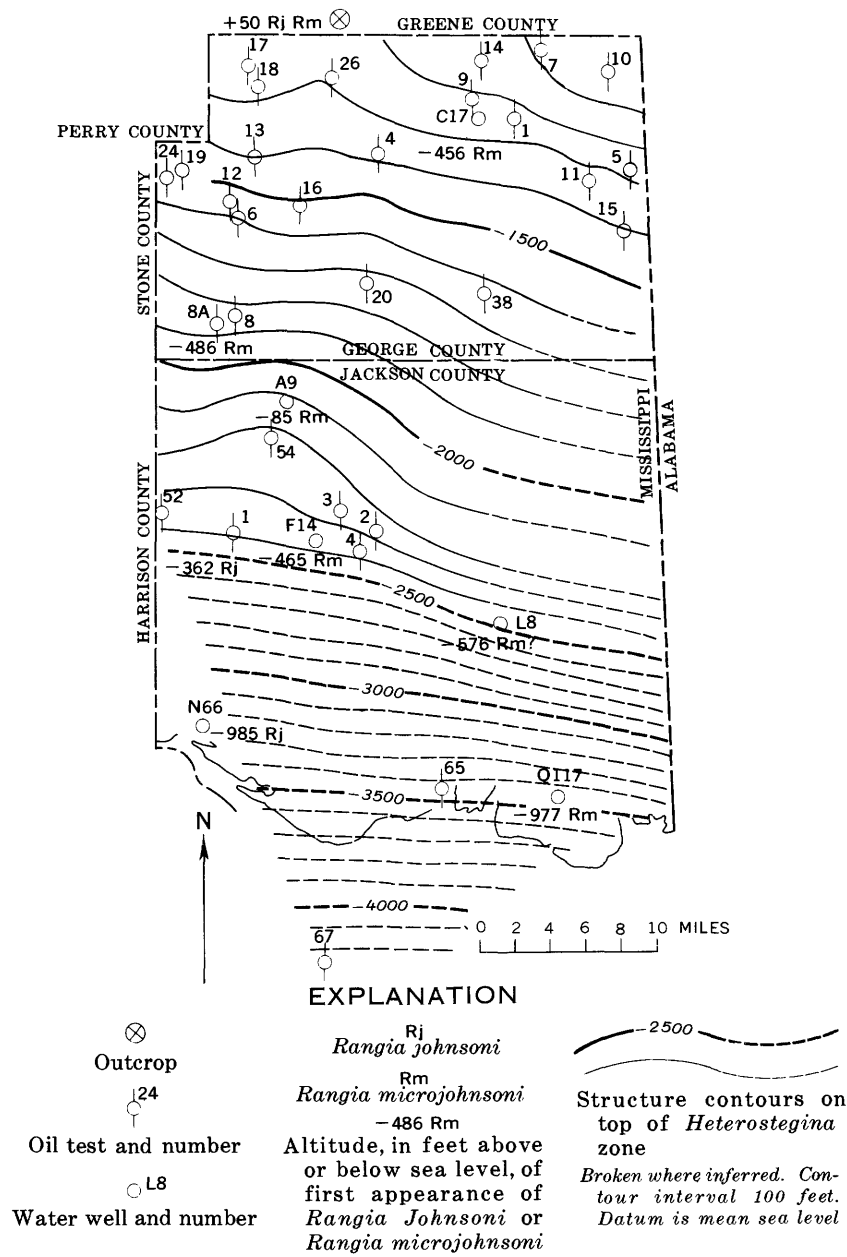 +50 Rj Rm
GREENE COUNTY
17
14
7
10
18
26
9
C17
1
PERRY COUNTY
13
4
-456 Rm
5
24
19
11
12
16
15
6
-1500
STONE COUNTY
20
38
8A
8
-486 Rm
GEORGE COUNTY
JACKSON COUNTY
A9
-85 Rm
MISSISSIPPI
ALABAMA
54
-2000
HARRISON COUNTY
52
1
3
2
F14
4
-465 Rm
-362 Rj
-2500
L8
-576 Rm?
-3000
N66
-985 Rj
65
Q117
-3500
-977 Rm
N
-4000
67
0 2 4 6 8 10 MILES
EXPLANATION
Outcrop
24
Oil test and number
L8
Water well and number
Rj
Rangia johnsoni
Rm
Rangia microjohnsoni
-486 Rm
Altitude, in feet above
or below sea level, of
first appearance of
Rangia Johnsoni or
Rangia microjohnsoni
-2500
Structure contours on
top of Heterostegina
zone
Broken where inferred. Con-
tour interval 100 feet.
Datum is mean sea level